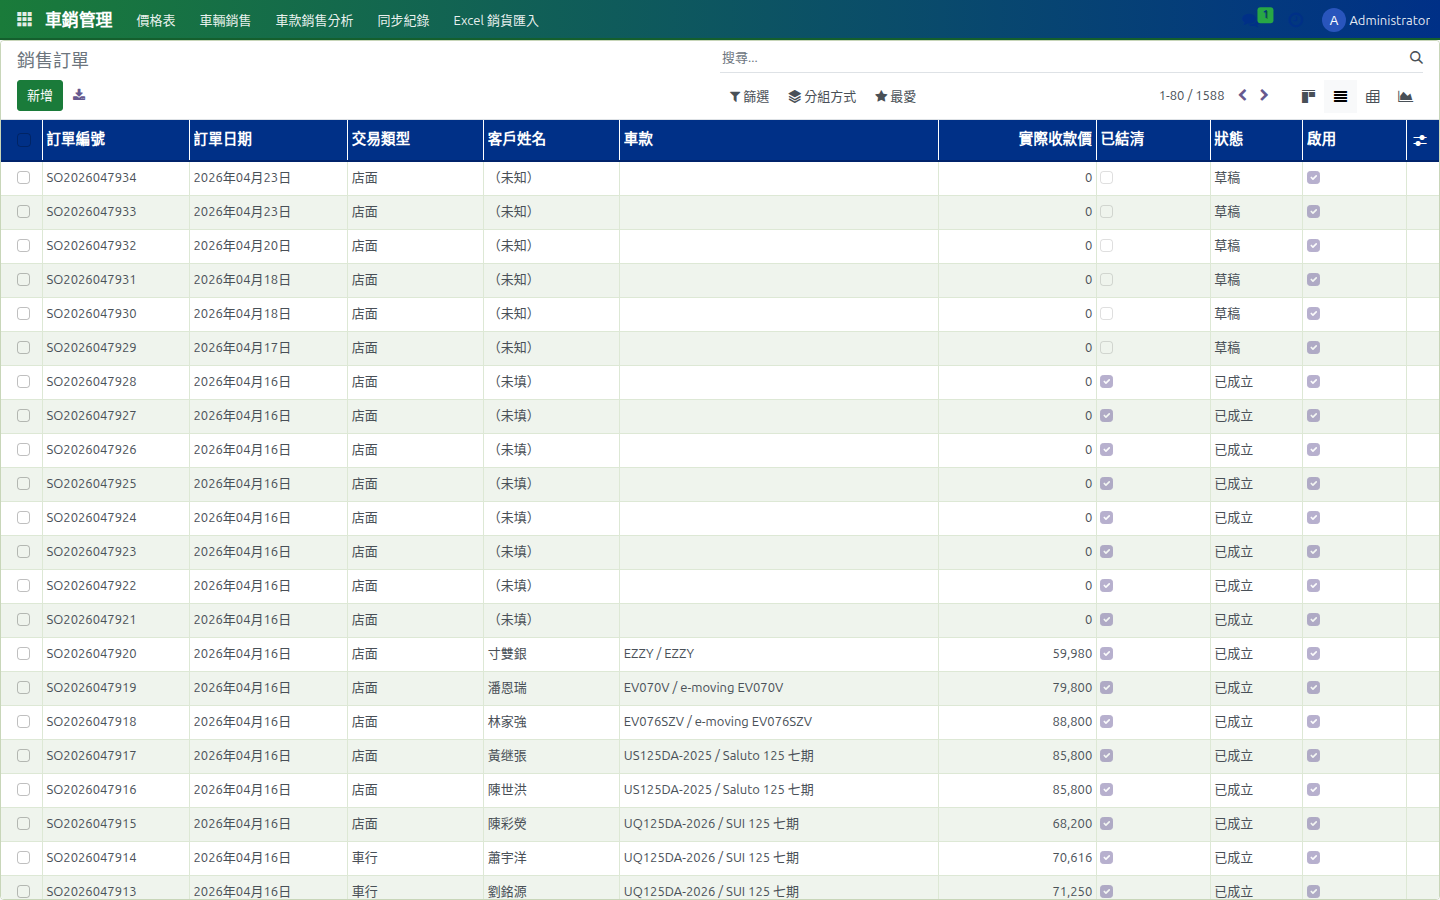 車銷管理 價格表 車輛銷售 車款銷售分析 同步紀錄 Excel 銷貨匯入 1 A Administrator
銷售訂單 搜尋...
新增 篩選 分組方式 最愛 1-80 / 1588
訂單編號 訂單日期 交易類型 客戶姓名 車款 實際收款價 已結清 狀態 啟用
SO2026047934 2026年04月23日 店面 （未知） 0 草稿
SO2026047933 2026年04月23日 店面 （未知） 0 草稿
SO2026047932 2026年04月20日 店面 （未知） 0 草稿
SO2026047931 2026年04月18日 店面 （未知） 0 草稿
SO2026047930 2026年04月18日 店面 （未知） 0 草稿
SO2026047929 2026年04月17日 店面 （未知） 0 草稿
SO2026047928 2026年04月16日 店面 （未填） 0 已成立
SO2026047927 2026年04月16日 店面 （未填） 0 已成立
SO2026047926 2026年04月16日 店面 （未填） 0 已成立
SO2026047925 2026年04月16日 店面 （未填） 0 已成立
SO2026047924 2026年04月16日 店面 （未填） 0 已成立
SO2026047923 2026年04月16日 店面 （未填） 0 已成立
SO2026047922 2026年04月16日 店面 （未填） 0 已成立
SO2026047921 2026年04月16日 店面 （未填） 0 已成立
SO2026047920 2026年04月16日 店面 寸雙銀 EZZY / EZZY 59,980 已成立
SO2026047919 2026年04月16日 店面 潘恩瑞 EV070V / e-moving EV070V 79,800 已成立
SO2026047918 2026年04月16日 店面 林家強 EV076SZV / e-moving EV076SZV 88,800 已成立
SO2026047917 2026年04月16日 店面 黃继張 US125DA-2025 / Saluto 125 七期 85,800 已成立
SO2026047916 2026年04月16日 店面 陳世洪 US125DA-2025 / Saluto 125 七期 85,800 已成立
SO2026047915 2026年04月16日 店面 陳彩熒 UQ125DA-2026 / SUI 125 七期 68,200 已成立
SO2026047914 2026年04月16日 車行 蕭宇洋 UQ125DA-2026 / SUI 125 七期 70,616 已成立
SO2026047913 2026年04月16日 車行 劉銘源 UQ125DA-2026 / SUI 125 七期 71,250 已成立